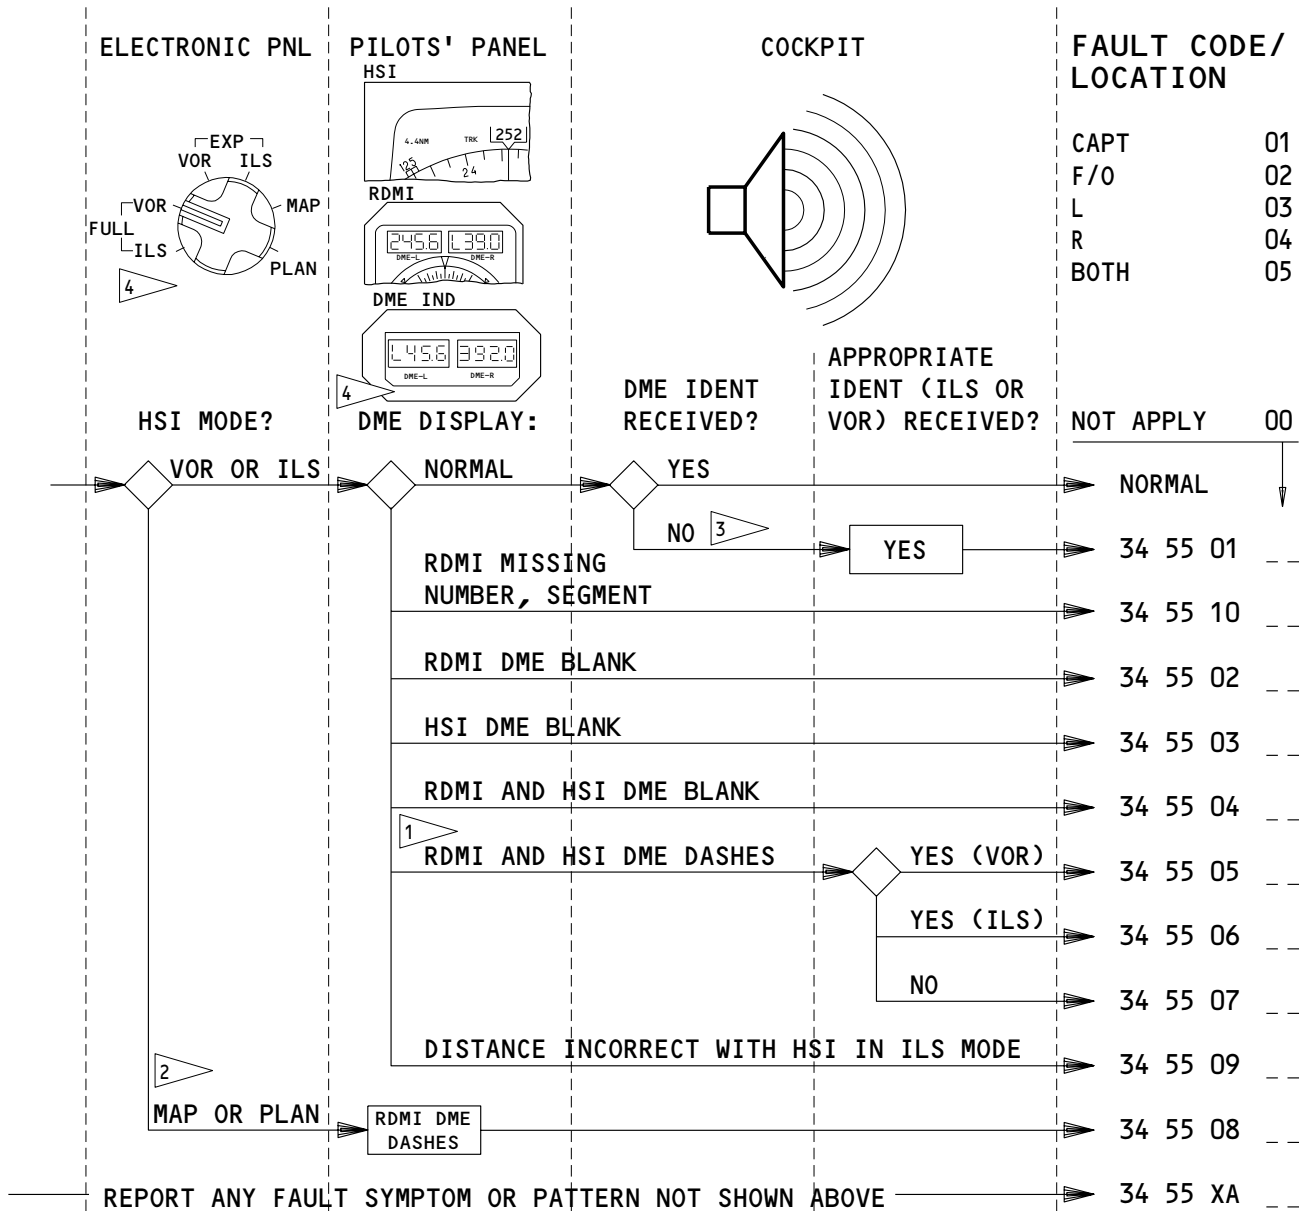 ELECTRONIC PNL
PILOTS' PANEL
COCKPIT
FAULT CODE/
LOCATION
HSI
4.4NM
TRK
252
125
24
EXP
VOR ILS
VOR
FULL
ILS
MAP
PLAN
4
RDMI
245.6 L39.0
DME-L DME-R
DME IND
L45.6 392.0
DME-L DME-R
4
CAPT 01
F/O 02
L 03
R 04
BOTH 05
HSI MODE?
DME DISPLAY:
DME IDENT
RECEIVED?
APPROPRIATE
IDENT (ILS OR
VOR) RECEIVED?
NOT APPLY 00
VOR OR ILS
NORMAL
YES
NORMAL
NO 3
YES
34 55 01 _ _
RDMI MISSING
NUMBER, SEGMENT
34 55 10 _ _
RDMI DME BLANK
34 55 02 _ _
HSI DME BLANK
34 55 03 _ _
RDMI AND HSI DME BLANK
34 55 04 _ _
1
RDMI AND HSI DME DASHES
YES (VOR)
34 55 05 _ _
YES (ILS)
34 55 06 _ _
NO
34 55 07 _ _
DISTANCE INCORRECT WITH HSI IN ILS MODE
34 55 09 _ _
2
MAP OR PLAN
RDMI DME
DASHES
34 55 08 _ _
REPORT ANY FAULT SYMPTOM OR PATTERN NOT SHOWN ABOVE
34 55 XA _ _